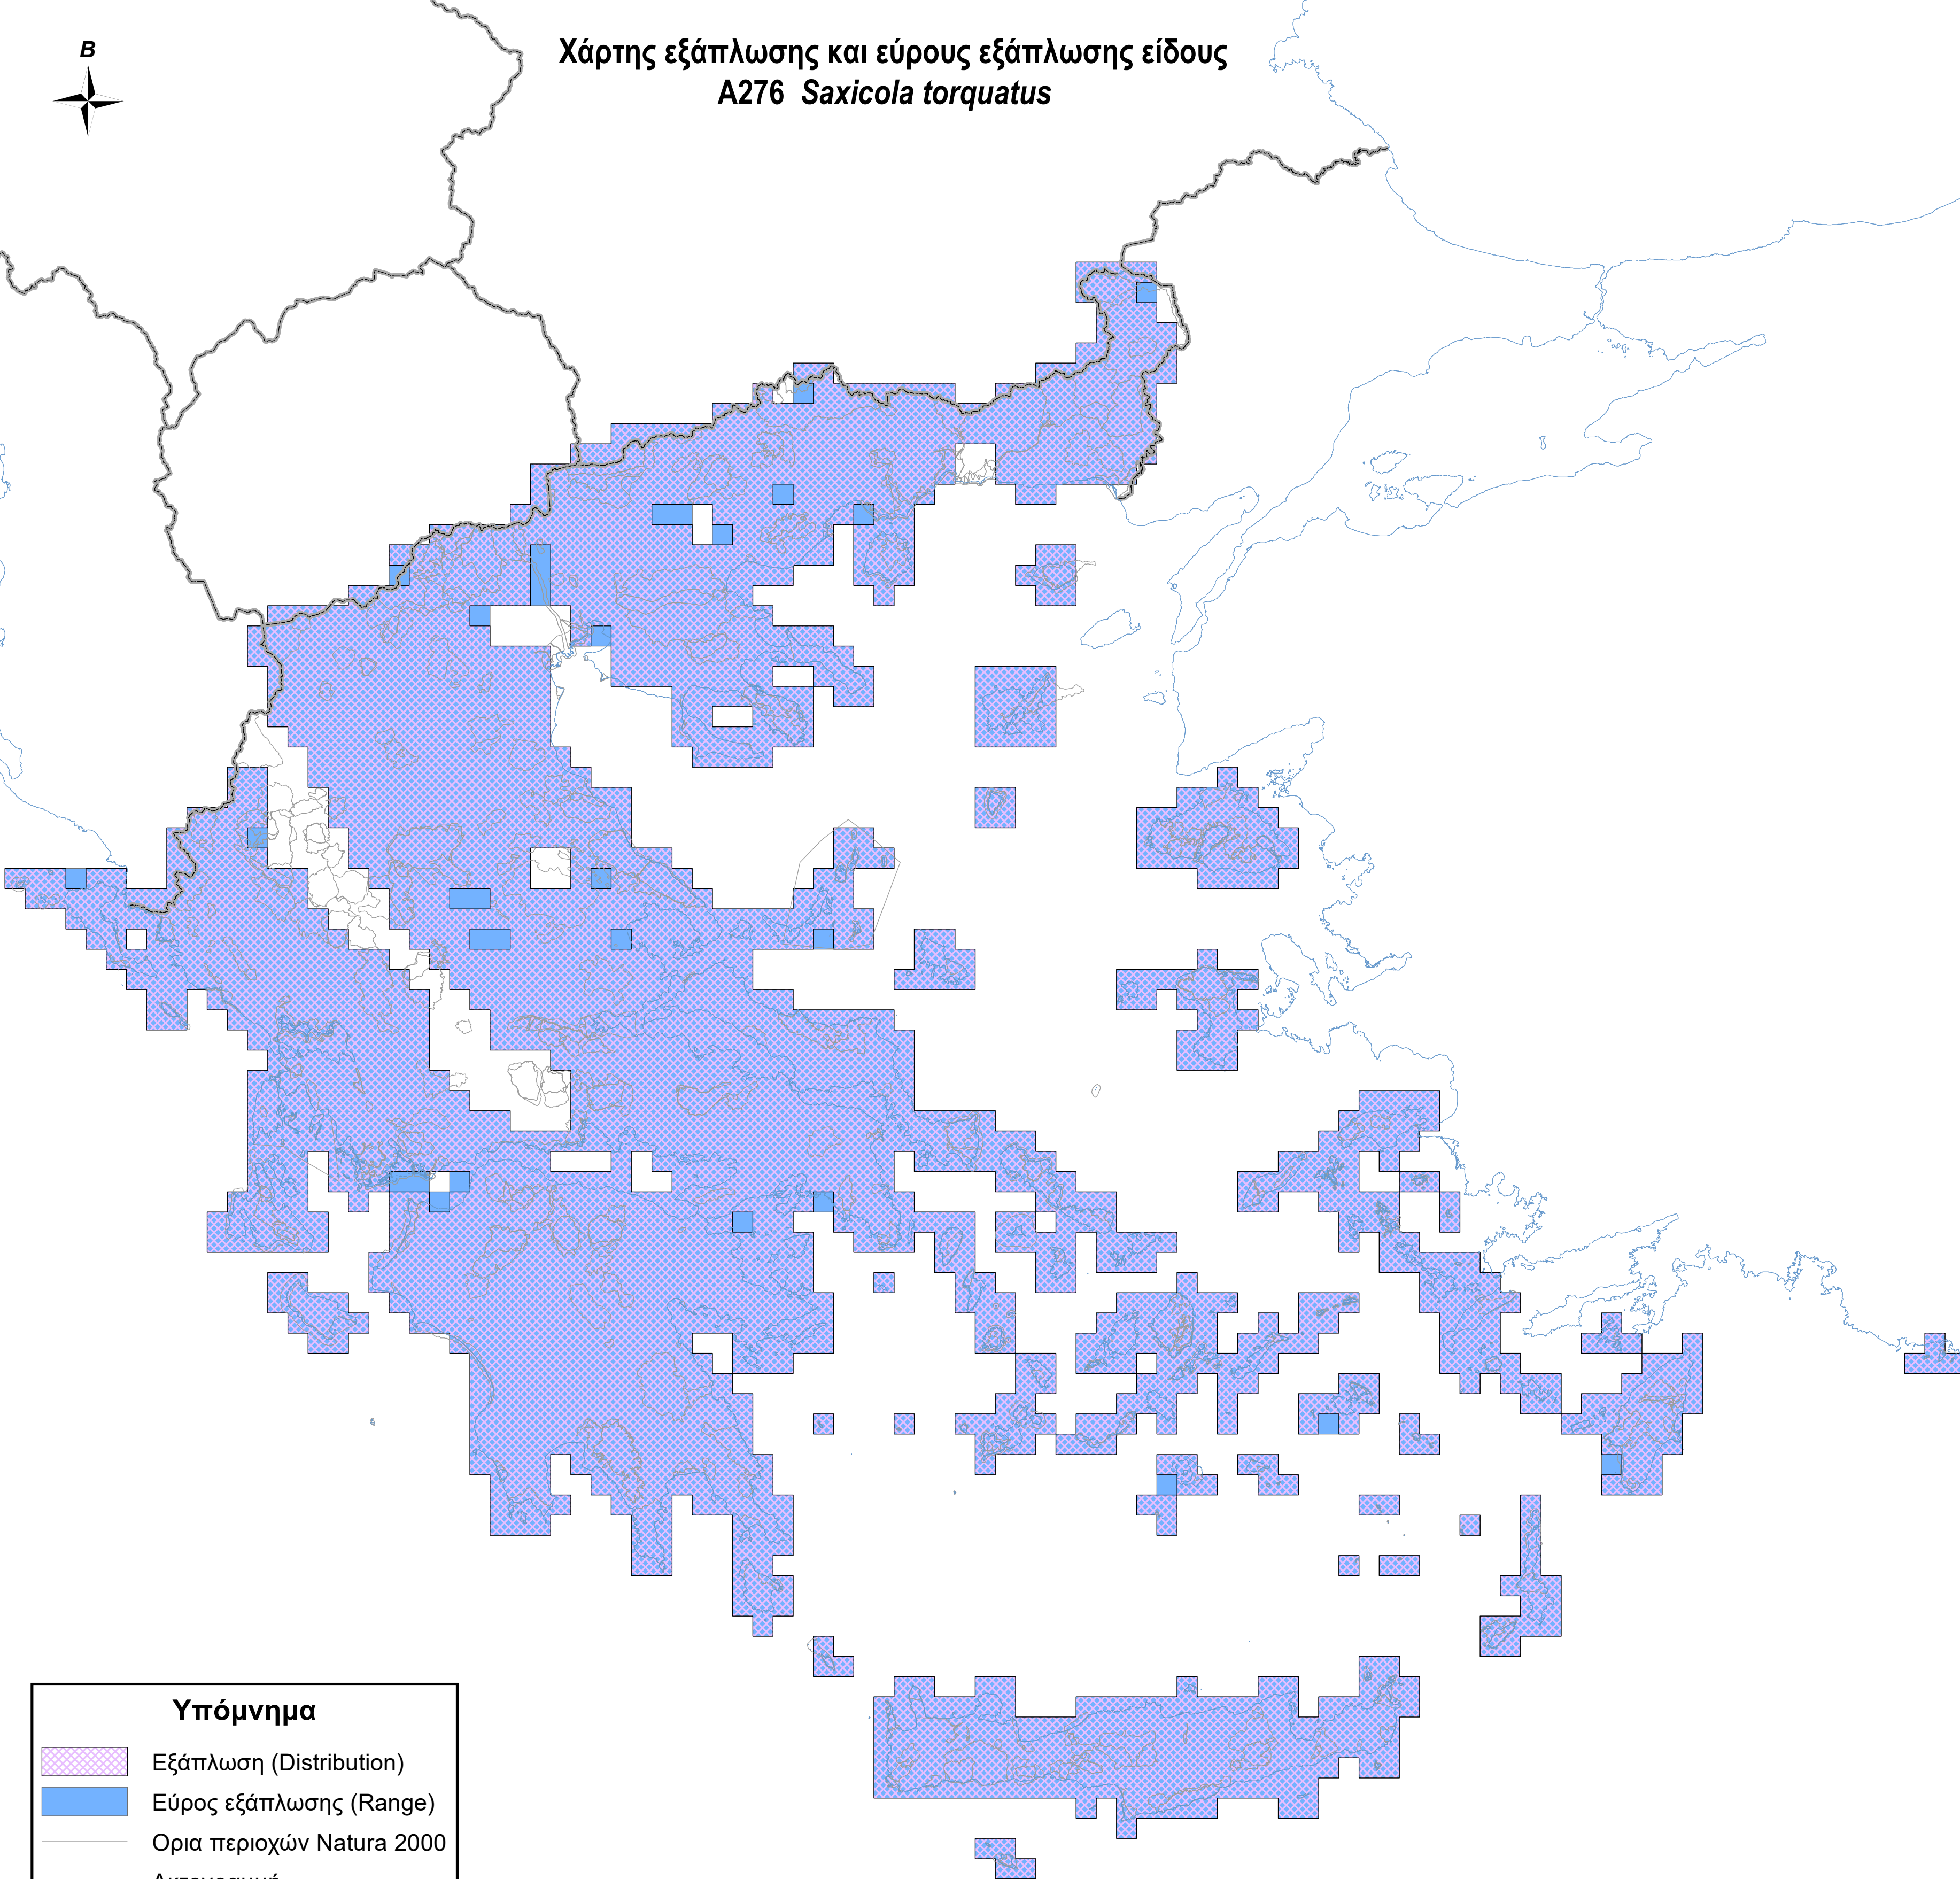 Β
Χάρτης εξάπλωσης και εύρους εξάπλωσης είδους
A276 Saxicola torquatus
Υπόμνημα
Εξάπλωση (Distribution)
Εύρος εξάπλωσης (Range)
Ορια περιοχών Natura 2000